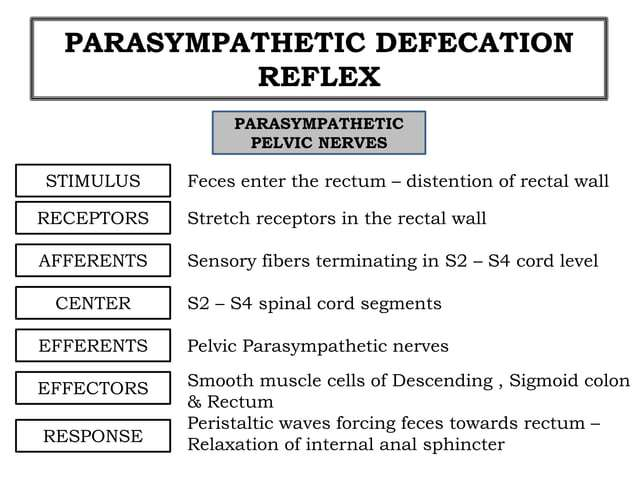 PARASYMPATHETIC DEFECATION
REFLEX
PARASYMPATHETIC
PELVIC NERVES
STIMULUS
Feces enter the rectum – distention of rectal wall
RECEPTORS
Stretch receptors in the rectal wall
AFFERENTS
Sensory fibers terminating in S2 – S4 cord level
CENTER
S2 – S4 spinal cord segments
EFFERENTS
Pelvic Parasympathetic nerves
EFFECTORS
Smooth muscle cells of Descending , Sigmoid colon
& Rectum
RESPONSE
Peristaltic waves forcing feces towards rectum –
Relaxation of internal anal sphincter